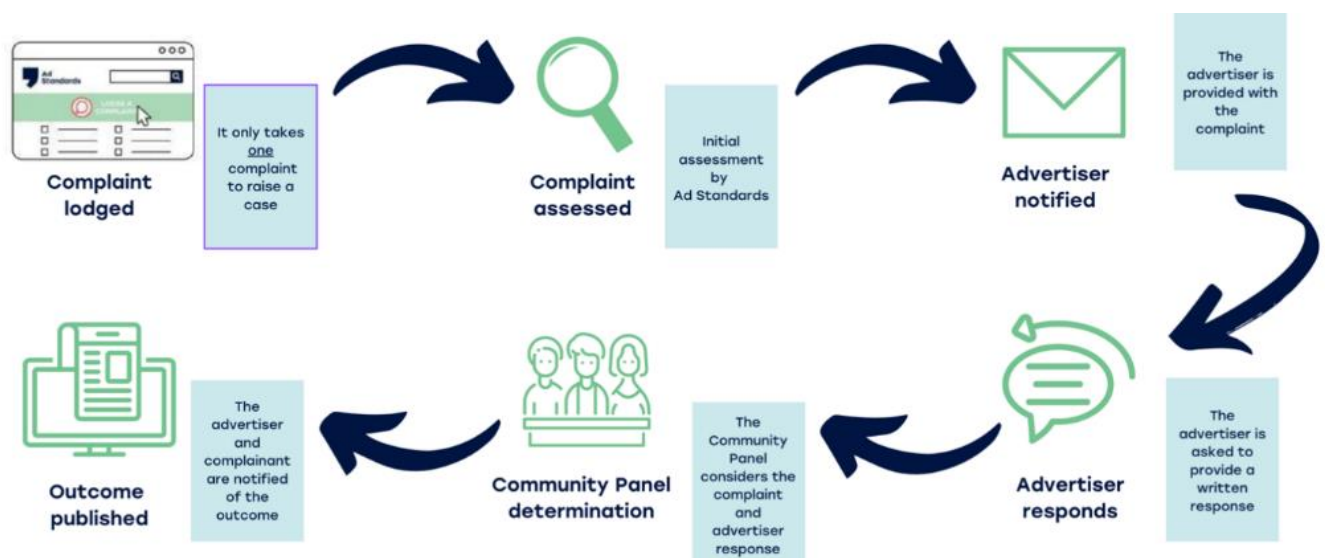 Ad
Standards
LODGE A
COMPLAINT
Complaint
lodged
It only takes
one
complaint
to raise a
case
Complaint
assessed
Initial
assessment
by
Ad Standards
Advertiser
notified
The
advertiser is
provided with
the
complaint
Advertiser
responds
The
advertiser is
asked to
provide a
written
response
Community Panel
determination
The
Community
Panel
considers the
complaint
and
advertiser
response
Outcome
published
The
advertiser
and
complainant
are notified
of the
outcome